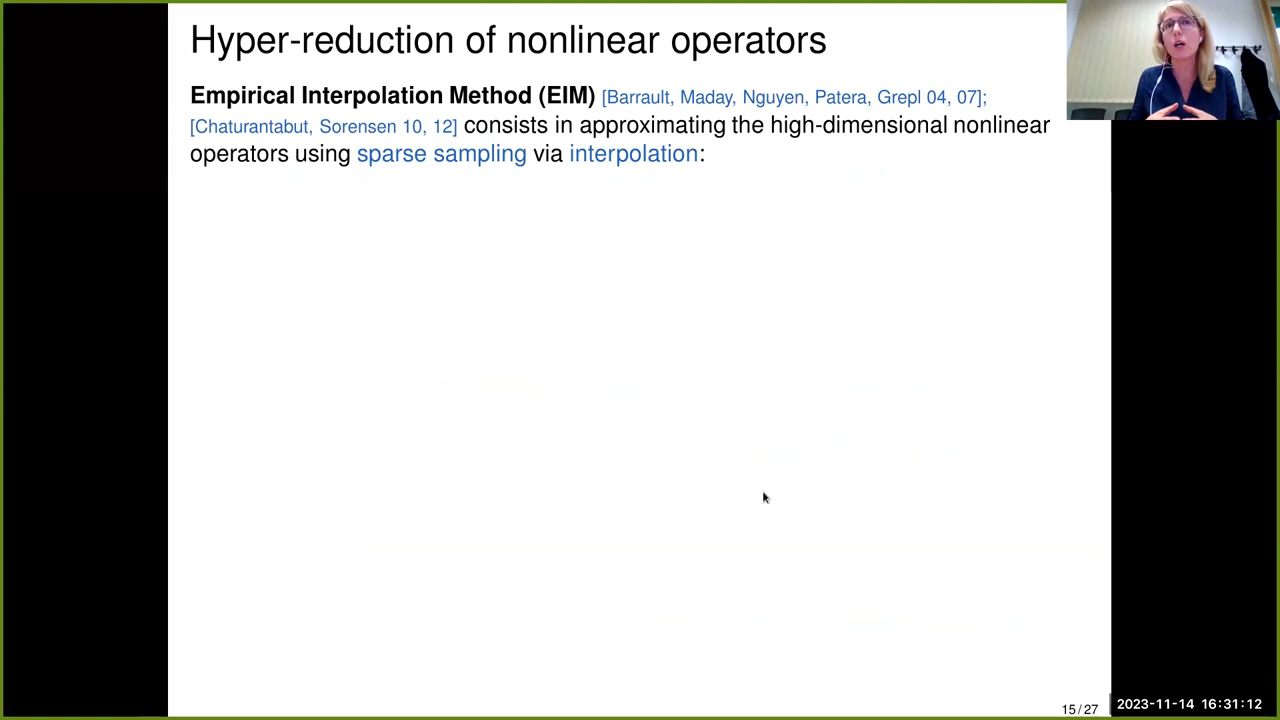 Hyper-reduction of nonlinear operators
Empirical Interpolation Method (EIM) [Barrault, Maday, Nguyen, Patera, Grepl 04, 07];
[Chaturantabut, Sorensen 10, 12] consists in approximating the high-dimensional nonlinear
operators using sparse sampling via interpolation:
15 / 27
2023-11-14 16:31:12